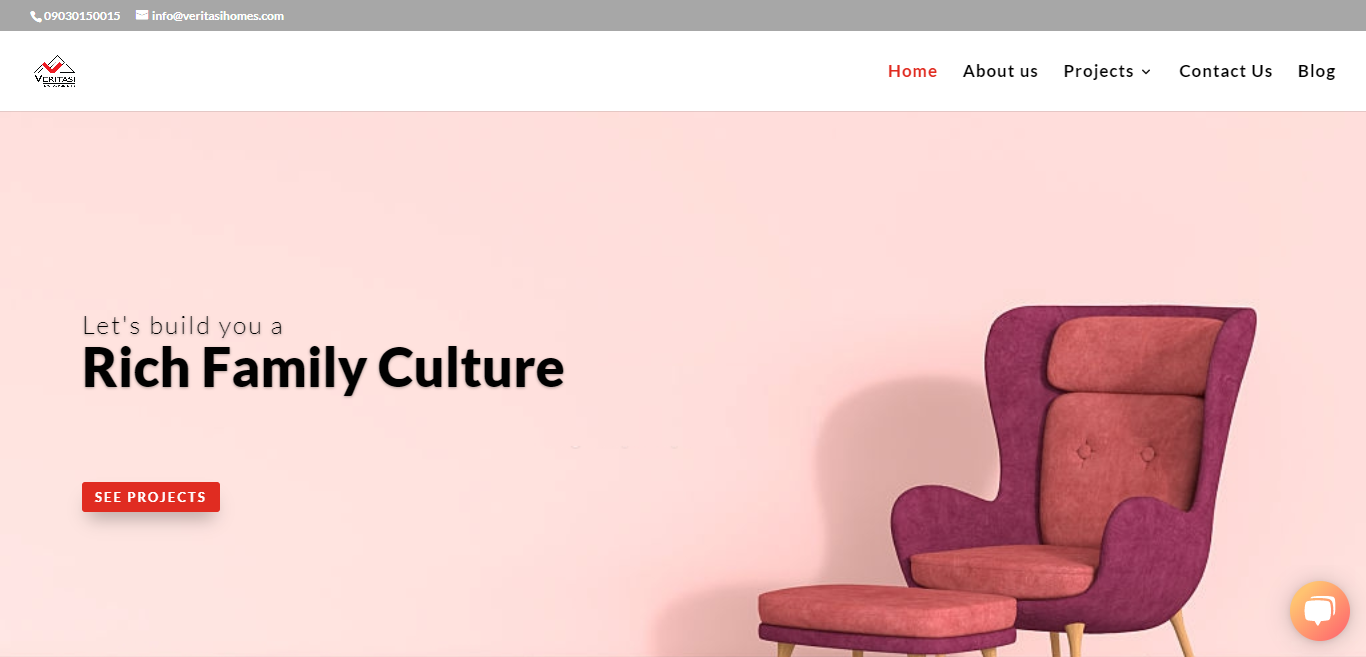 09030150015 info@veritasihomes.com
VERITASI
Home About us Projects Contact Us Blog
Let's build you a
Rich Family Culture
SEE PROJECTS